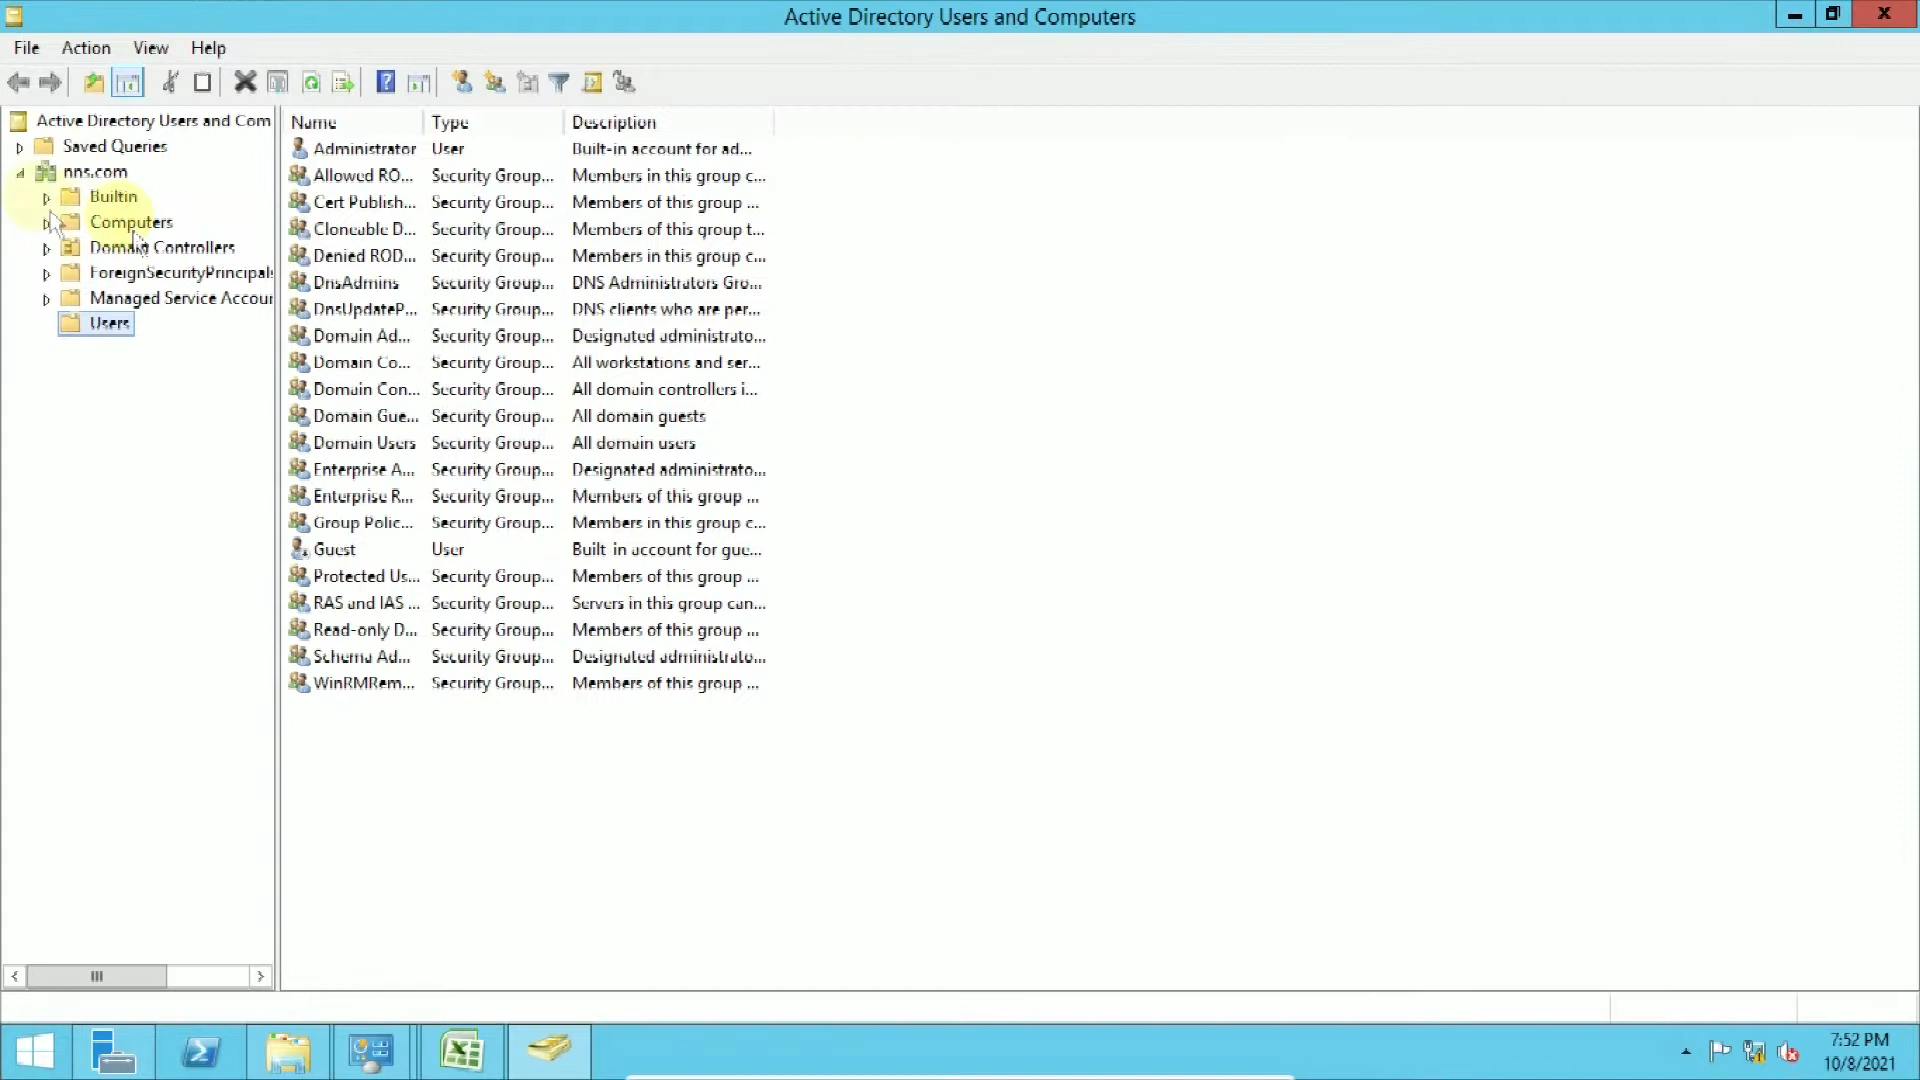 Active Directory Users and Computers
File Action View Help
Active Directory Users and Com
Saved Queries
nns.com
Builtin
Computers
Domain Controllers
ForeignSecurityPrincipals
Managed Service Accour
Users
Name Type Description
Administrator User Built-in account for ad...
Allowed RO... Security Group... Members in this group c...
Cert Publish... Security Group... Members of this group ...
Cloneable D... Security Group... Members of this group t...
Denied ROD... Security Group... Members in this group c...
DnsAdmins Security Group... DNS Administrators Gro...
DnsUpdateP... Security Group... DNS clients who are per...
Domain Ad... Security Group... Designated administrato...
Domain Co... Security Group... All workstations and ser...
Domain Con... Security Group... All domain controllers i...
Domain Gue... Security Group... All domain guests
Domain Users Security Group... All domain users
Enterprise A... Security Group... Designated administrato...
Enterprise R... Security Group... Members of this group ...
Group Polic... Security Group... Members in this group c...
Guest User Built-in account for gue...
Protected Us... Security Group... Members of this group ...
RAS and IAS ... Security Group... Servers in this group can...
Read-only D... Security Group... Members of this group ...
Schema Ad... Security Group... Designated administrato...
WinRMRem... Security Group... Members of this group ...
7:52 PM
10/8/2021